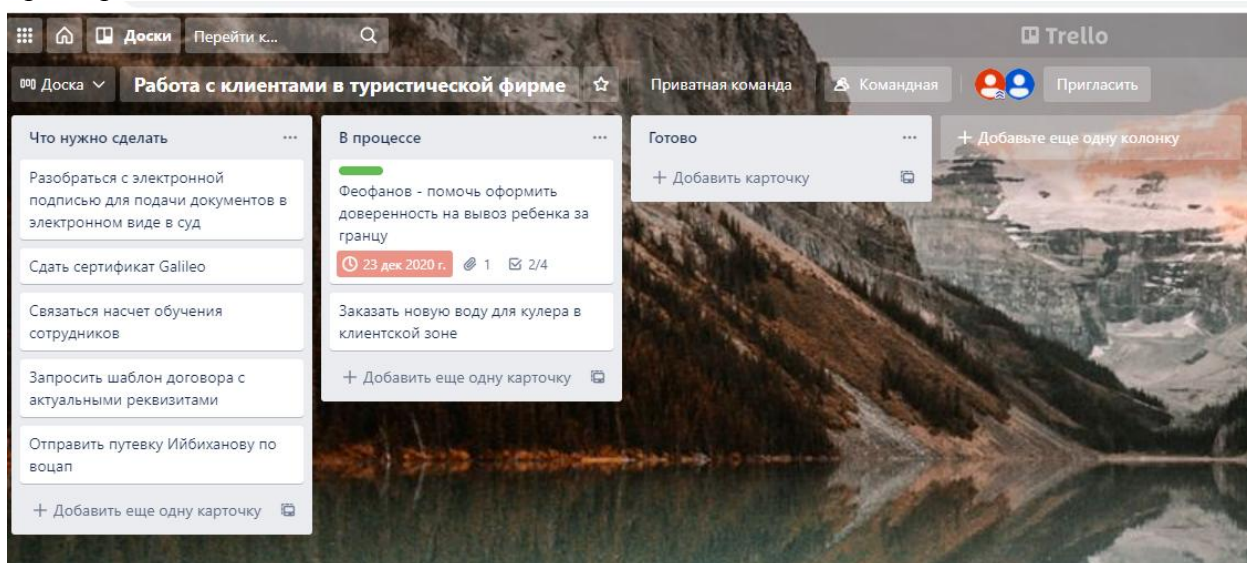 Доски
Перейти к...
Trello
Доска
Работа с клиентами в туристической фирме
Приватная команда
Командная
Пригласить
Что нужно сделать
Разобраться с электронной
подписью для подачи документов в
электронном виде в суд
Сдать сертификат Galileo
Связаться насчет обучения
сотрудников
Запросить шаблон договора с
актуальными реквизитами
Отправить путевку Ийбиханову по
воцап
+ Добавить еще одну карточку
В процессе
Феофанов - помочь оформить
доверенность на вывоз ребенка за
гранцу
23 дек 2020 г. 1 2/4
Заказать новую воду для кулера в
клиентской зоне
+ Добавить еще одну карточку
Готово
+ Добавить карточку
+ Добавьте еще одну колонку